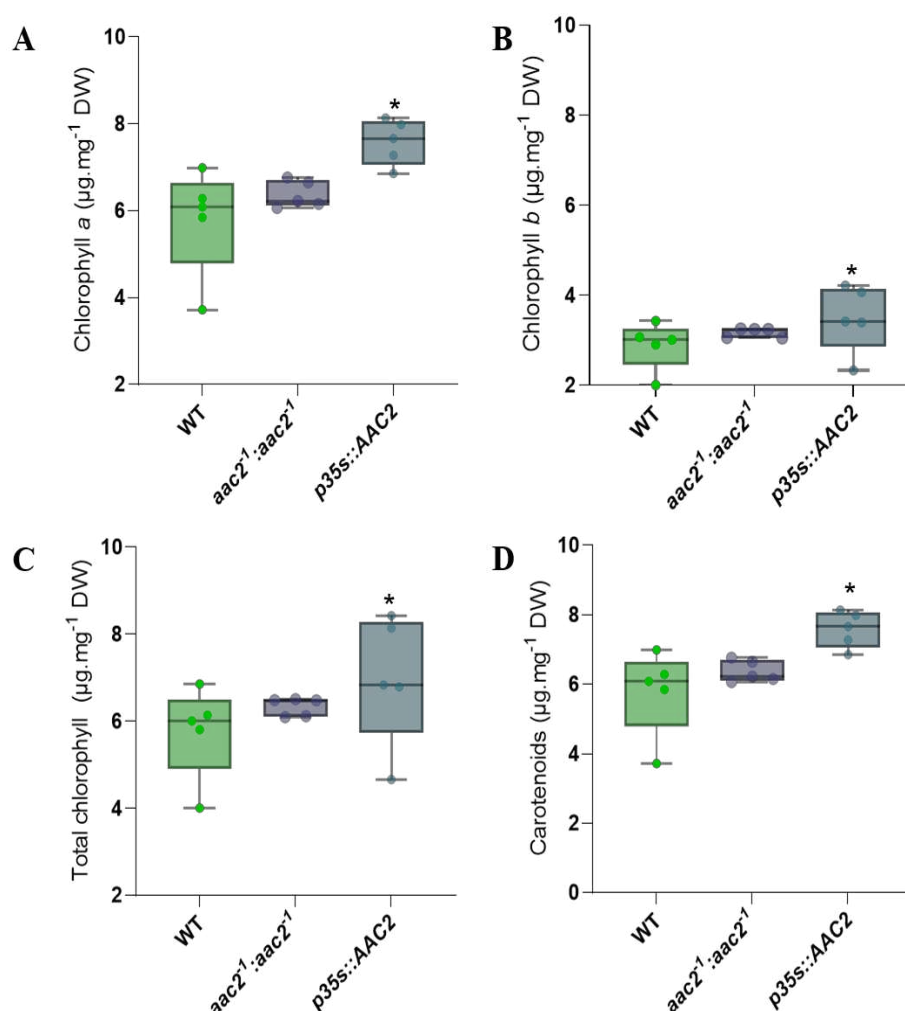 A
Chlorophyll a (µg.mg⁻¹ DW)
10
8
6
4
2
*
WT
aac2⁻¹:aac2⁻¹
p35s::AAC2
B
Chlorophyll b (µg.mg⁻¹ DW)
10
8
6
4
2
*
WT
aac2⁻¹:aac2⁻¹
p35s::AAC2
C
Total chlorophyll (µg.mg⁻¹ DW)
10
8
6
4
2
*
WT
aac2⁻¹:aac2⁻¹
p35s::AAC2
D
Carotenoids (µg.mg⁻¹ DW)
10
8
6
4
2
0
*
WT
aac2⁻¹:aac2⁻¹
p35s::AAC2